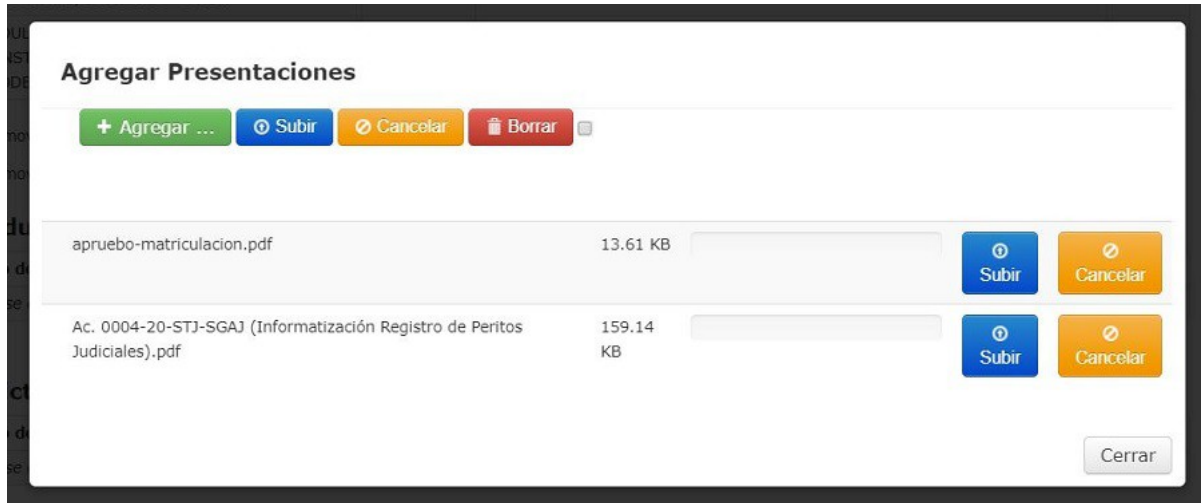 Agregar Presentaciones
+ Agregar ... Subir Cancelar Borrar
apruebo-matriculacion.pdf 13.61 KB Subir Cancelar
Ac. 0004-20-STJ-SGAJ (Informatización Registro de Peritos
Judiciales).pdf 159.14 KB Subir Cancelar
Cerrar